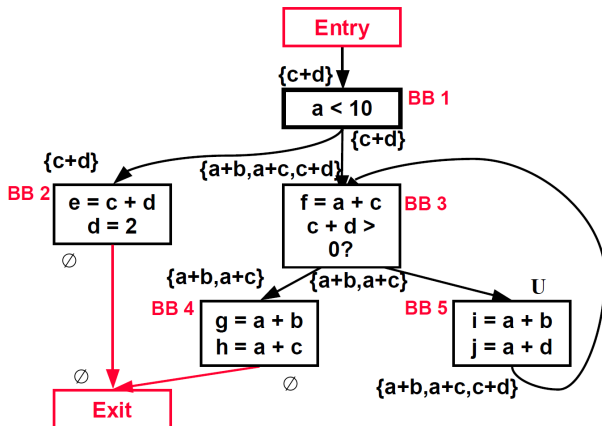 Entry
{c+d}
a < 10
BB 1
{c+d}
{c+d}
{a+b,a+c,c+d}
BB 2
e = c + d
d = 2
f = a + c
c + d >
0?
BB 3
∅
{a+b,a+c}
{a+b,a+c}
U
BB 4
g = a + b
h = a + c
BB 5
i = a + b
j = a + d
∅
∅
{a+b,a+c,c+d}
Exit